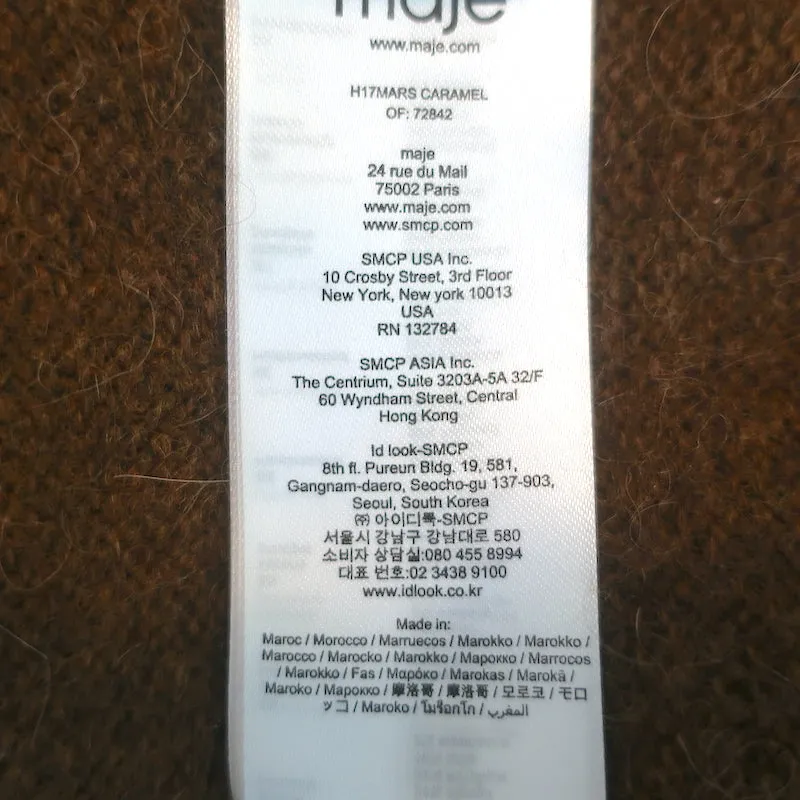 maje
www.maje.com
H17MARS CARAMEL
OF: 72842
maje
24 rue du Mail
75002 Paris
www.maje.com
www.smcp.com
SMCP USA Inc.
10 Crosby Street, 3rd Floor
New York, New york 10013
USA
RN 132784
SMCP ASIA Inc.
The Centrium, Suite 3203A-5A 32/F
60 Wyndham Street, Central
Hong Kong
Id look-SMCP
8th fl. Pureun Bldg. 19, 581,
Gangnam-daero, Seocho-gu 137-903,
Seoul, South Korea
㈜ 아이디룩-SMCP
서울시 강남구 강남대로 580
소비자 상담실:080 455 8994
대표 번호:02 3438 9100
www.idlook.co.kr
Made in:
Maroc / Morocco / Marruecos / Marokko / Marokko /
Marocco / Marocko / Marokko / Марокко / Marrocos
/ Marokko / Fas / Μαρόκο / Marokas / Marokā /
Maroko / Марокко / 摩洛哥 / 摩洛哥 / 모로코 / モロ
ッコ / Maroko / โมร็อกโก / المغرب